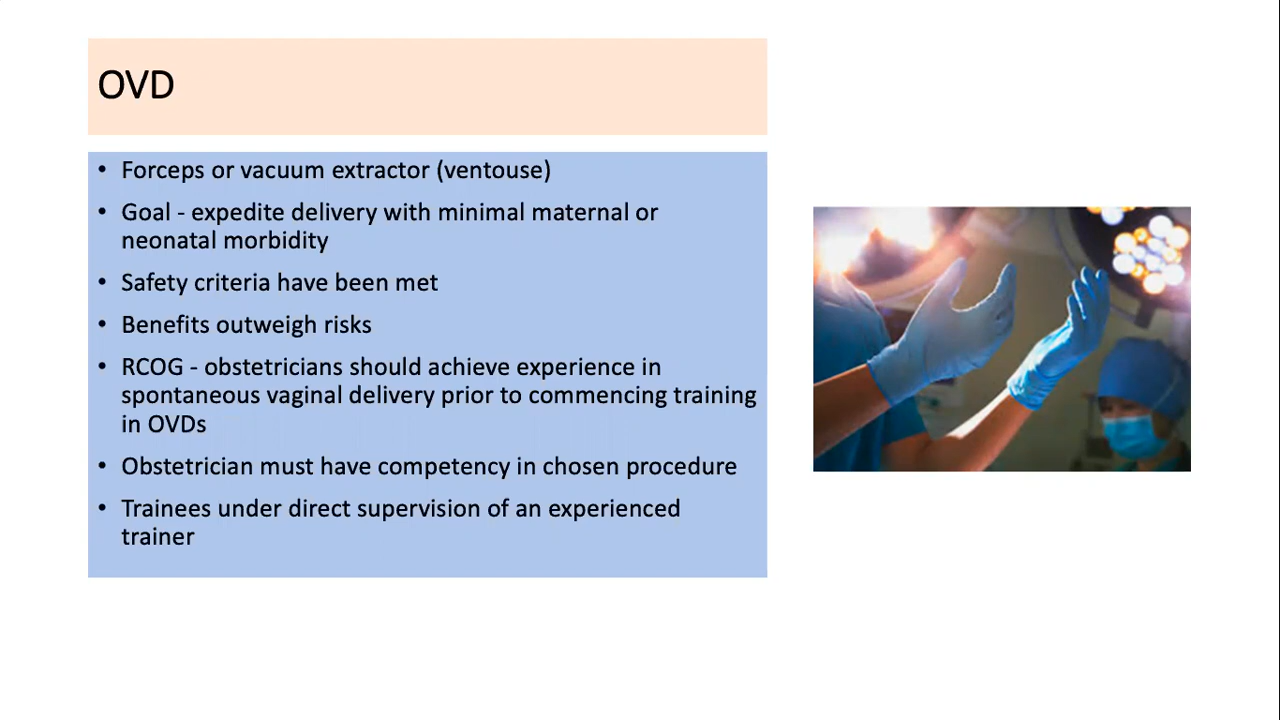 OVD
• Forceps or vacuum extractor (ventouse)
• Goal - expedite delivery with minimal maternal or
neonatal morbidity
• Safety criteria have been met
• Benefits outweigh risks
• RCOG - obstetricians should achieve experience in
spontaneous vaginal delivery prior to commencing training
in OVDs
• Obstetrician must have competency in chosen procedure
• Trainees under direct supervision of an experienced
trainer